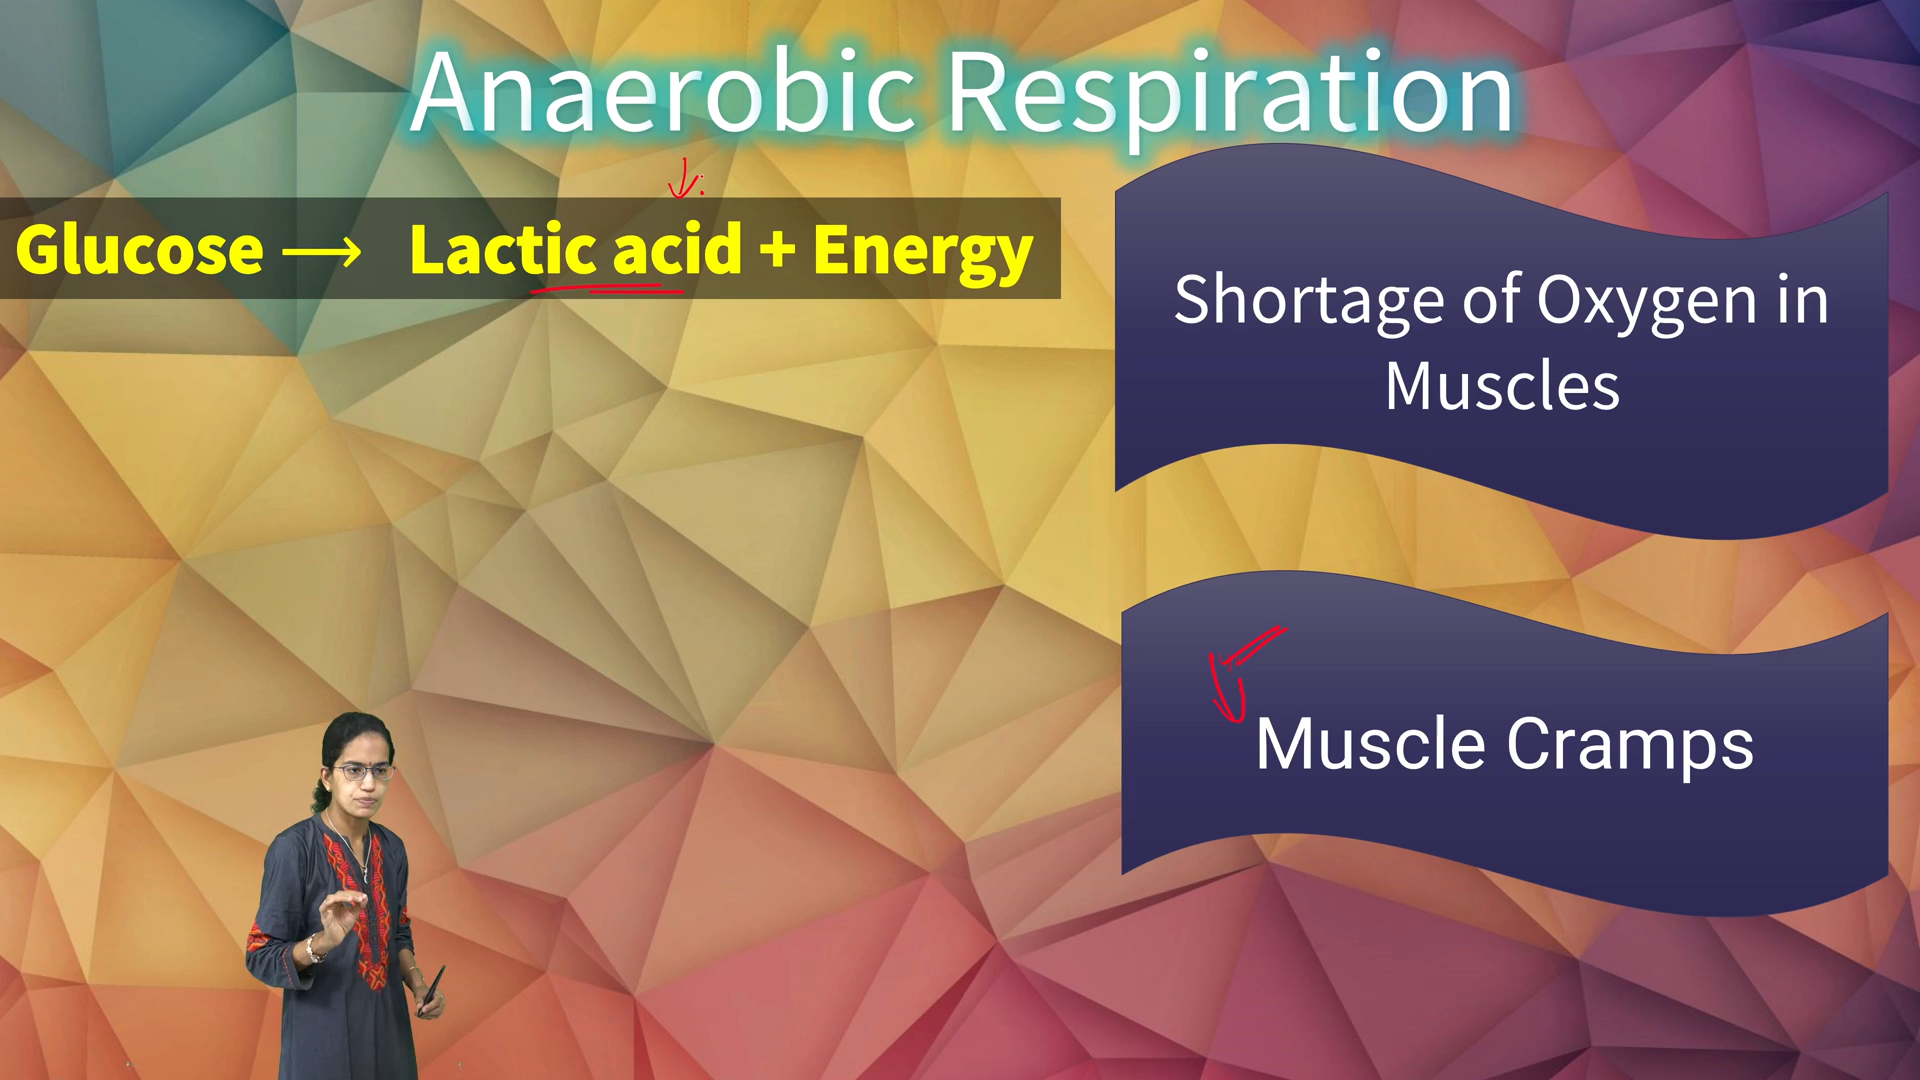 Anaerobic Respiration
Glucose ⟶ Lactic acid + Energy
Shortage of Oxygen in
Muscles
Muscle Cramps